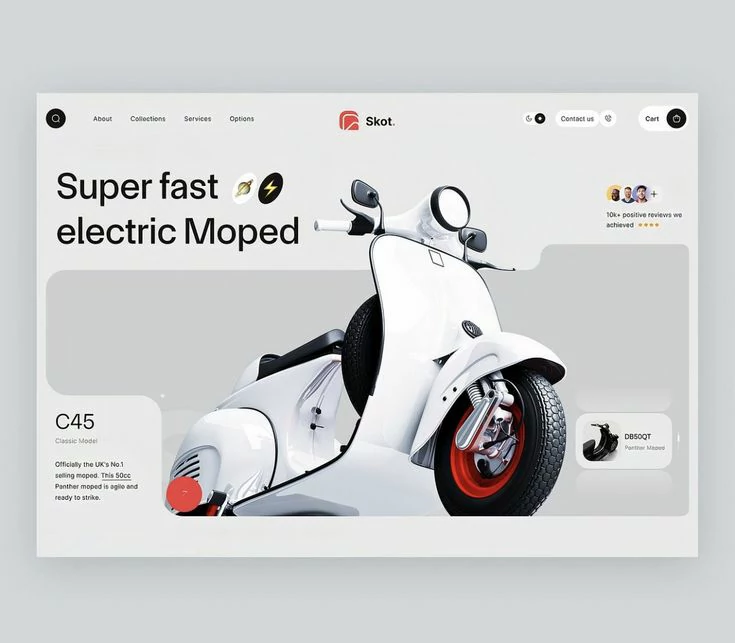 About
Collections
Services
Options
Skot.
Contact us
Cart
Super fast
electric Moped
10k+ positive reviews we
achieved
C45
Classic Model
Officially the UK's No.1
selling moped. This 50cc
Panther moped is agile and
ready to strike.
DB50QT
Panther Moped